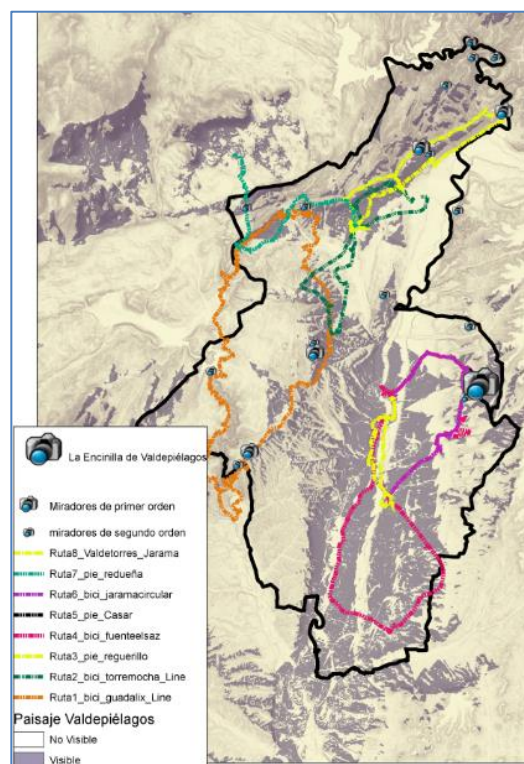 La Encinilla de Valdepiélagos
Miradores de primer orden
miradores de segundo orden
Ruta8_Valdetorres_Jarama
Ruta7_pie_redueña
Ruta6_bici_jaramacircular
Ruta5_pie_Casar
Ruta4_bici_fuenteelsaz
Ruta3_pie_reguerillo
Ruta2_bici_torremocha_Line
Ruta1_bici_guadalix_Line
Paisaje Valdepiélagos
No Visible
Visible